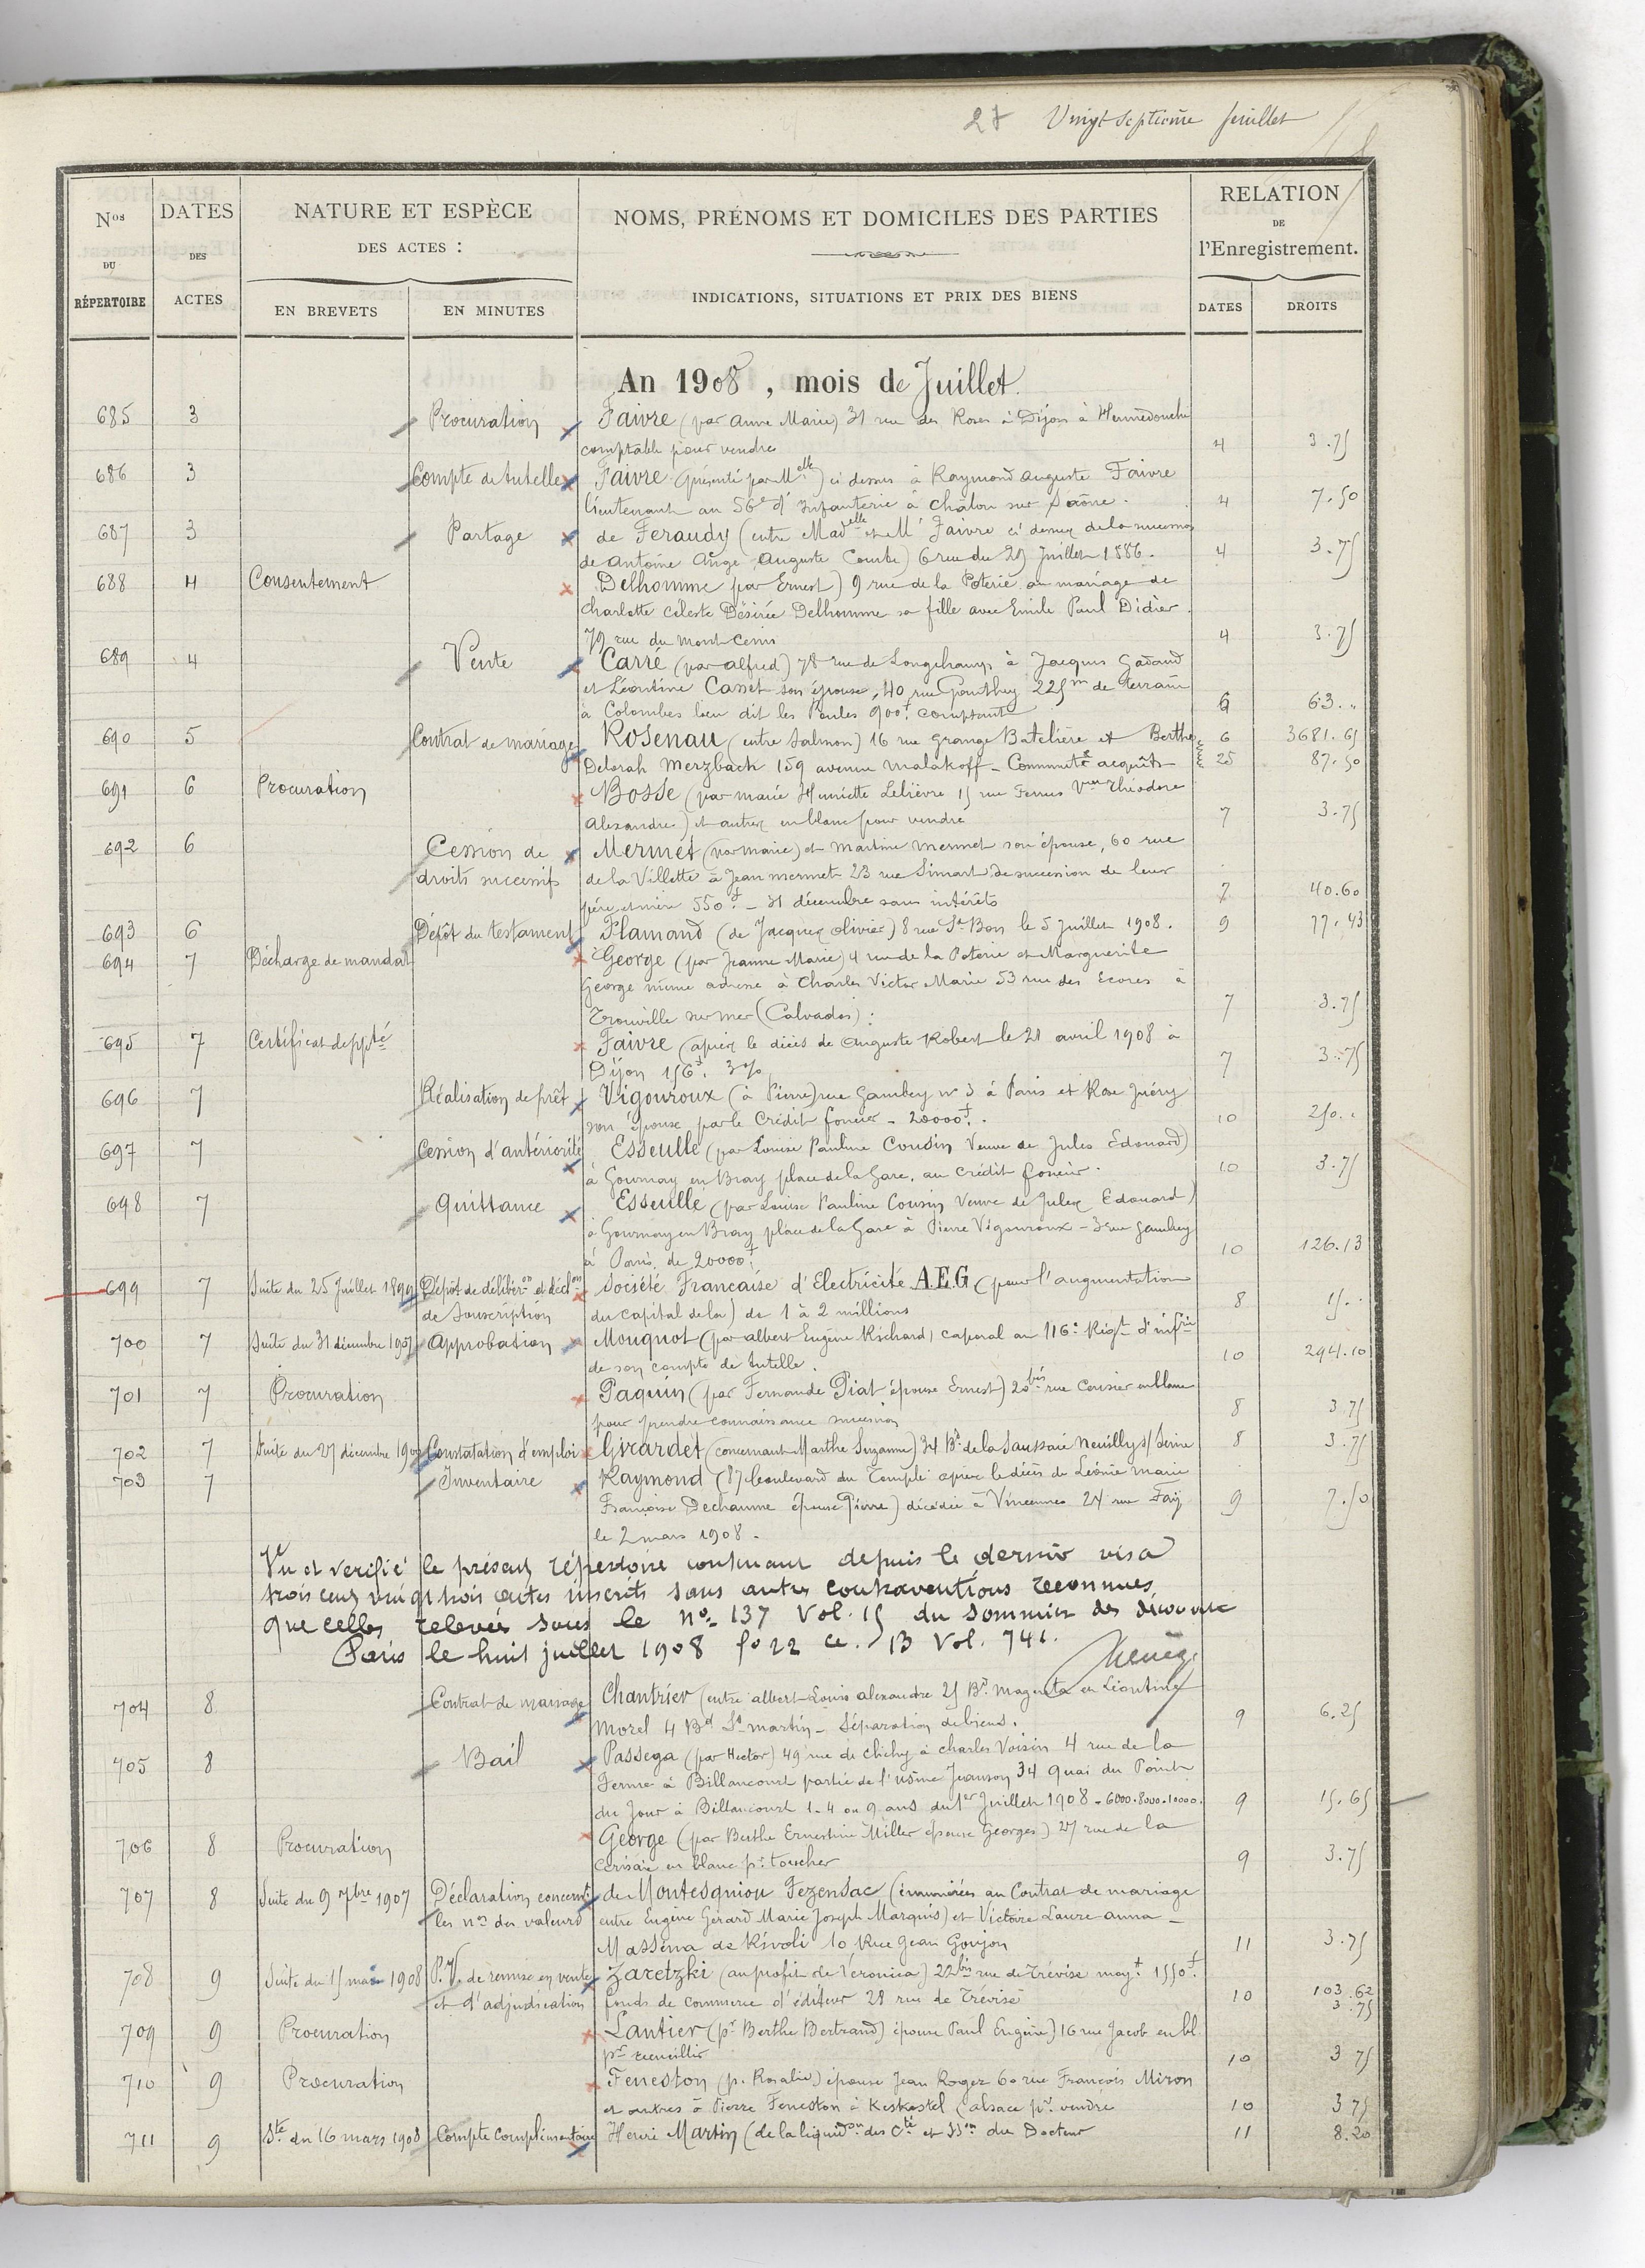 27 Vingt septième feuillet
Nos DU RÉPERTOIRE
DATES DES ACTES
NATURE ET ESPÈCE DES ACTES :
EN BREVETS
EN MINUTES
NOMS, PRÉNOMS ET DOMICILES DES PARTIES
INDICATIONS, SITUATIONS ET PRIX DES BIENS
RELATION DE l'Enregistrement.
DATES
DROITS
An 1908, mois de Juillet
685 3 Procuration Faivre (par Anne Marie) 31 rue des Roses à Dijon à
comptable pour vendre 4 3.75
686 3 Compte de tutelle Faivre (présenté par Melle) ci dessus à Raymond Auguste Faivre
lieutenant au 56e d'Infanterie à Châlon sur Saône. 4 7.50
687 3 Partage de Feraudy (entre Madelle et Mr Faivre ci dessus de la succession
de Antoine Ange Auguste Comte) 6 rue du 29 Juillet 1886. 4 3.75
688 4 Consentement Delhomme (par Ernest) 9 rue de la Poterie au mariage de
Charlotte Céleste Désirée Delhomme sa fille avec Emile Paul Didier.
79 rue du Mont Cenis 4 3.75
689 4 Vente Carré (par Alfred) 78 rue de Longchamps à Jacques Gadaud
et Léontine Casset son épouse, 40 rue Gauthey 225m de terrain
à Colombes lieu dit les Poules 900f. comptant 6 63. "
690 5 Contrat de mariage Rosenau (entre Salmon) 16 rue Grange Batelière et Berthe 6 3681.65
Deborah Merzbach 159 avenue Malakoff - Communté acquêts 25 87.50
691 6 Procuration Bosse (par Marie Henriette Lelièvre 15 rue Ferrus Vve Théodore
Alexandre) et autres en blanc pour vendre 7 3.75
692 6 Cession de Mermet (par Marie) et Martine Mermet son épouse, 60 rue
droits successifs de la Villette à Jean Mermet 23 rue Simart de succession de leur
père et mère 550f. - 31 décembre sans intérêts 7 40.60
693 6 Dépôt du testament Flamand (de Jacques Olivier) 8 rue St Bon le 5 Juillet 1908. 9 77.43
694 7 Décharge de mandat George (par Jeanne Marie) 4 rue de la Poterie et Marguerite
George même adresse à Charles Victor Marie 53 rue des Ecores à
Trouville sur mer (Calvados). 7 3.75
695 7 Certificat de ppté Faivre (après le décès de Auguste Robert le 21 avril 1908 à
Dijon 156f. 3% 7 3.75
696 7 Réalisation de prêt Vigouroux (à Pierre) rue Gambey no 3 à Paris et Rose
son épouse par le Crédit foncier - 20000f. 10 250. "
697 7 Cession d'antériorité Esseulle (par Louise Pauline Cousin Veuve de Jules Edouard)
à Gournay en Bray place de la Gare, au Crédit foncier. 10 3.75
698 7 Quittance Esseulle (par Louise Pauline Cousin Veuve de Jules Edouard)
à Gournay en Bray place de la Gare à Pierre Vigouroux - 3 rue Gambey
à Paris, de 20000f 10 126.13
699 7 Suite du 25 Juillet 1899 Dépôt de délibéron et déclon Société Française d'Electricité A.E.G (pour l'augmentation
de Souscription du capital de la) de 1 à 2 millions 8 15. "
700 7 Suite du 31 décembre 1907 Approbation Mouquot (par Albert Eugène Richard) caporal au 116e Régt d'infrie
de son compte de tutelle. 10 294.10
701 7 Procuration Paquin (par Fernande Piat épouse Ernest) 20bis rue Cousier en blanc
pour prendre connaissance succession 8 3.75
702 7 Suite du 27 décembre Constatation d'emploi Girardet (concernant Marthe Suzanne) 34 Bd de la Saussaie Neuilly s/ Seine 8 3.75
703 7 Inventaire Raymond (87 boulevard du Temple après le décès de Léonie Marie
Françoise Dechaume épouse Pierre) décédée à Vincennes 24 rue Faÿ 9 7.50
le 2 mars 1908.
Vu et vérifié le présent répertoire contenant depuis le dernier visa
trois cent vingt trois actes inscrits sans autres contraventions reconnues
que celles relevées sous le no 137 Vol. 15 du sommier des découverte
Paris le huit juillet 1908 fo 22 Ce. 13 Vol. 741.
704 8 Contrat de mariage Chantrier (entre Albert Louis Alexandre 25 Bd Magenta et Léontine
Morel 4 Bd St Martin - Séparation de biens. 9 6.25
705 8 Bail Passega (par Hector) 49 rue de Clichy à Charles Voisin 4 rue de la
Ferme à Billancourt partie de l'usine Jeanson 34 quai du Point
du Jour à Billancourt 1-4 ou 9 ans du 1er Juillet 1908 - 6000.8000.10000. 9 15.65
706 8 Procuration George (par Berthe Ernestine Miller épouse Georges) 27 rue de la
Cerisaie en blanc pr toucher 9 3.75
707 8 Suite du 9 7bre 1907 Déclaration concernt de Montesquiou Fezensac (énumérées au Contrat de mariage
les nos des valeurs entre Eugène Gérard Marie Joseph Marquis) et Victoire Laure Anna
Masséna de Rivoli 10 Rue Jean Goujon 11 3.75
708 9 Suite du 15 mai 1908 P.V. de remise en vente Zaretzki (au profit de Véronica) 22bis rue de Trévise moyt 1550f.
et d'adjudication fonds de commerce d'éditeur 28 rue de Trévise 10 103.62
3.75
709 9 Procuration Lantier (pr Berthe Bertrand) épouse Paul Eugène) 16 rue Jacob en bl.
pr recueillir 10 3 75
710 9 Procuration Feneston (p. Rosalie) épouse Jean Roger 60 rue François Miron
et autres à Pierre Feneston à Keskastel (Alsace pr. vendre 10 3 75
711 9 Ste du 16 mars 1908 Compte complémentaire Henri Martin (de la liquidon des Cté et Son du Docteur 11 8.20